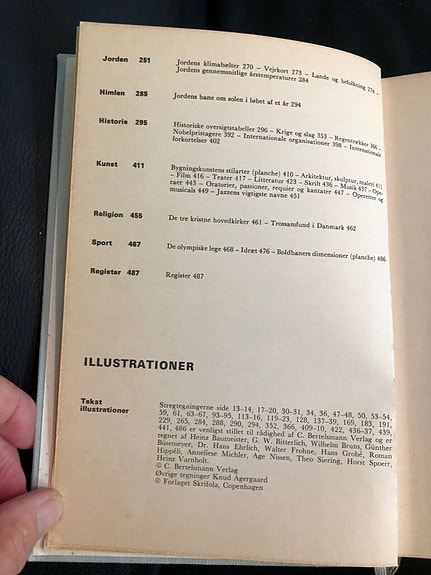 Jorden 251 Jordens klimabælter 270 – Vejrkort 273 – Lande og befolkning 274 –
Jordens gennemsnitlige årstemperaturer 284
Himlen 285 Jordens bane om solen i løbet af et år 294
Historie 295 Historiske oversigtstabeller 296 – Krige og slag 353 – Regentrækker 366 –
Nobelpristagere 392 – Internationale organisationer 398 – Internationale
forkortelser 402
Kunst 411 Bygningskunstens stilarter (planche) 410 – Arkitektur, skulptur, maleri 411
– Film 416 – Teater 417 – Litteratur 423 – Skrift 436 – Musik 437 – Ope-
raer 443 – Oratorier, passioner, requier og kantater 447 – Operetter og
musicals 449 – Jazzens vigtigste navne 451
Religion 455 De tre kristne hovedkirker 461 – Trossamfund i Danmark 462
Sport 467 De olympiske lege 468 – Idræt 476 – Boldbaners dimensioner (planche) 486
Register 487 Register 487
ILLUSTRATIONER
Tekst Stregtegningerne side 13–14, 17–20, 30–31, 34, 36, 47–48, 50, 53–54,
illustrationer 59, 61, 63–67, 93–95, 113–16, 119–23, 128, 137–39, 169, 183, 191,
229, 265, 284, 288, 290, 294, 352, 366, 409–10, 422, 436–37, 439,
441, 486 er venligst stillet til rådighed af C. Bertelsmann Verlag og er
tegnet af Heinz Baumeister, G. W. Bitterlich, Wilhelm Bruns, Günther
Büsemeyer, Dr. Hans Ehrlich, Walter Frohne, Hans Grohé, Roman
Hippéli, Anneliese Michler, Age Nissen, Theo Siering, Horst Spoerr,
Heinz Varnholt.
© C. Bertelsmann Verlag
Øvrige tegninger Knud Agergaard
© Forlaget Skrifola, Copenhagen